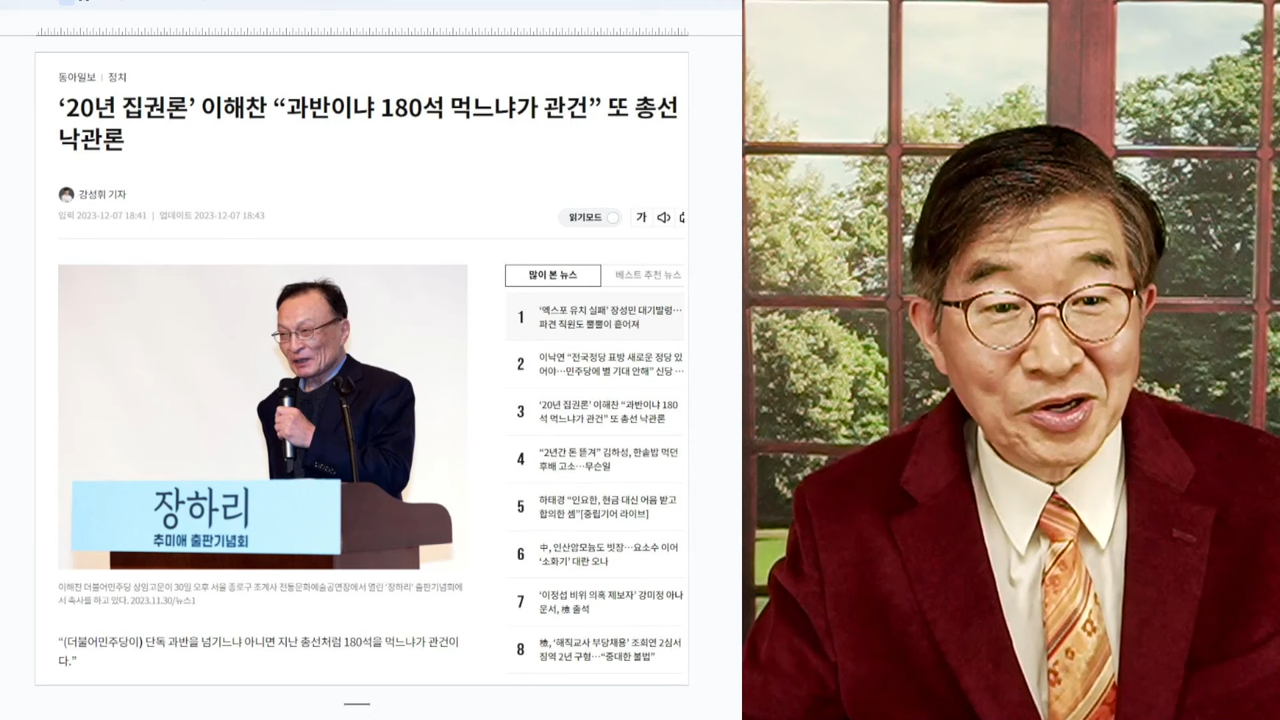 동아일보 | 정치
‘20년 집권론’ 이해찬 “과반이냐 180석 먹느냐가 관건” 또 총선
낙관론
강성휘 기자
입력 2023-12-07 18:41 | 업데이트 2023-12-07 18:43
읽기모드
가
많이 본 뉴스
베스트 추천 뉴스
1
‘엑스포 유치 실패’ 장성민 대기발령…
파견 직원도 뿔뿔이 흩어져
2
이낙연 “전국정당 표방 새로운 정당 있
어야…민주당에 별 기대 안해” 신당 …
3
‘20년 집권론’ 이해찬 “과반이냐 180
석 먹느냐가 관건” 또 총선 낙관론
4
“2년간 돈 뜯겨” 김하성, 한솥밥 먹던
후배 고소…무슨일
5
하태경 “인요한, 현금 대신 어음 받고
합의한 셈”[중립기어 라이브]
6
中, 인산암모늄도 빗장…요소수 이어
‘소화기’ 대란 오나
7
‘이정섭 비위 의혹 제보자’ 강미정 아나
운서, 檢 출석
8
檢, ‘해직교사 부당채용’ 조희연 2심서
징역 2년 구형…“중대한 불법”
장하리
추미애 출판기념회
이해찬 더불어민주당 상임고문이 30일 오후 서울 종로구 조계사 전통문화예술공연장에서 열린 ‘장하리’ 출판기념회에
서 축사를 하고 있다. 2023.11.30/뉴스1
“(더불어민주당이) 단독 과반을 넘기느냐 아니면 지난 총선처럼 180석을 먹느냐가 관건이
다.”